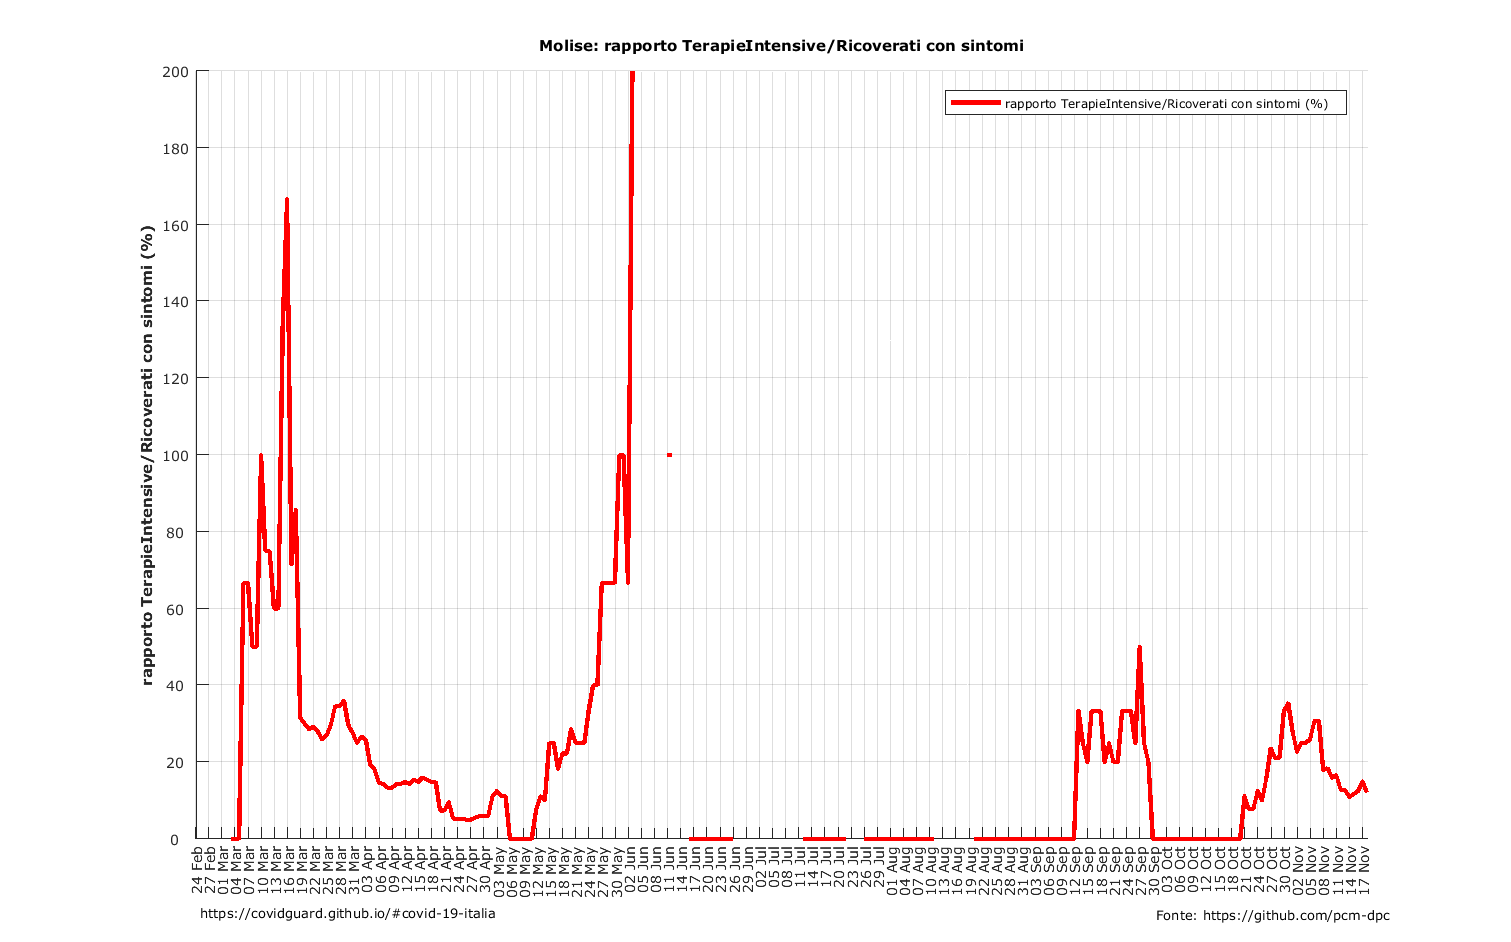 Molise: rapporto TerapieIntensive/Ricoverati con sintomi
rapporto TerapieIntensive/Ricoverati con sintomi (%)
rapporto TerapieIntensive/Ricoverati con sintomi (%)
200
180
160
140
120
100
80
60
40
20
0
24 Feb
27 Feb
01 Mar
04 Mar
07 Mar
10 Mar
13 Mar
16 Mar
19 Mar
22 Mar
25 Mar
28 Mar
31 Mar
03 Apr
06 Apr
09 Apr
12 Apr
15 Apr
18 Apr
21 Apr
24 Apr
27 Apr
30 Apr
03 May
06 May
09 May
12 May
15 May
18 May
21 May
24 May
27 May
30 May
02 Jun
05 Jun
08 Jun
11 Jun
14 Jun
17 Jun
20 Jun
23 Jun
26 Jun
29 Jun
02 Jul
05 Jul
08 Jul
11 Jul
14 Jul
17 Jul
20 Jul
23 Jul
26 Jul
29 Jul
01 Aug
04 Aug
07 Aug
10 Aug
13 Aug
16 Aug
19 Aug
22 Aug
25 Aug
28 Aug
31 Aug
03 Sep
06 Sep
09 Sep
12 Sep
15 Sep
18 Sep
21 Sep
24 Sep
27 Sep
30 Sep
03 Oct
06 Oct
09 Oct
12 Oct
15 Oct
18 Oct
21 Oct
24 Oct
27 Oct
30 Oct
02 Nov
05 Nov
08 Nov
11 Nov
14 Nov
17 Nov
https://covidguard.github.io/#covid-19-italia
Fonte: https://github.com/pcm-dpc